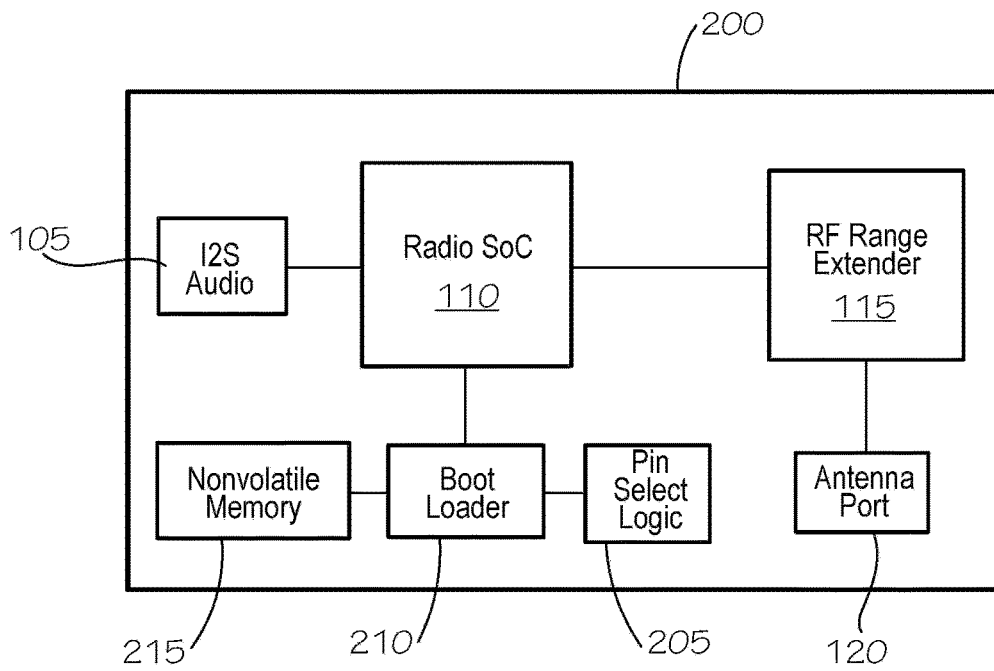 200
105
I2S
Audio
Radio SoC
110
RF Range
Extender
115
Nonvolatile
Memory
Boot
Loader
Pin
Select
Logic
Antenna
Port
215
210
205
120